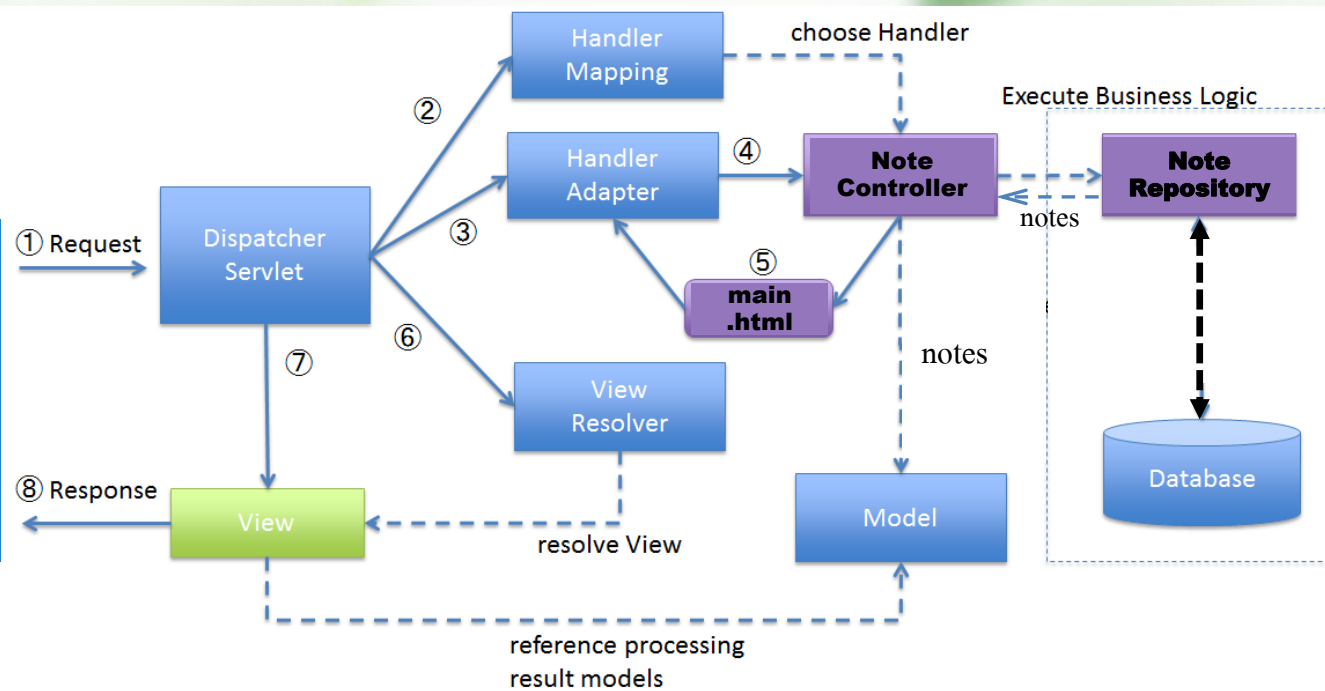 Handler
Mapping
choose Handler
②
Execute Business Logic
Handler
Adapter
④
Note
Controller
Note
Repository
notes
③
① Request
Dispatcher
Servlet
⑤
main
.html
⑥
⑦
notes
View
Resolver
⑧ Response
View
resolve View
Model
Database
reference processing
result models